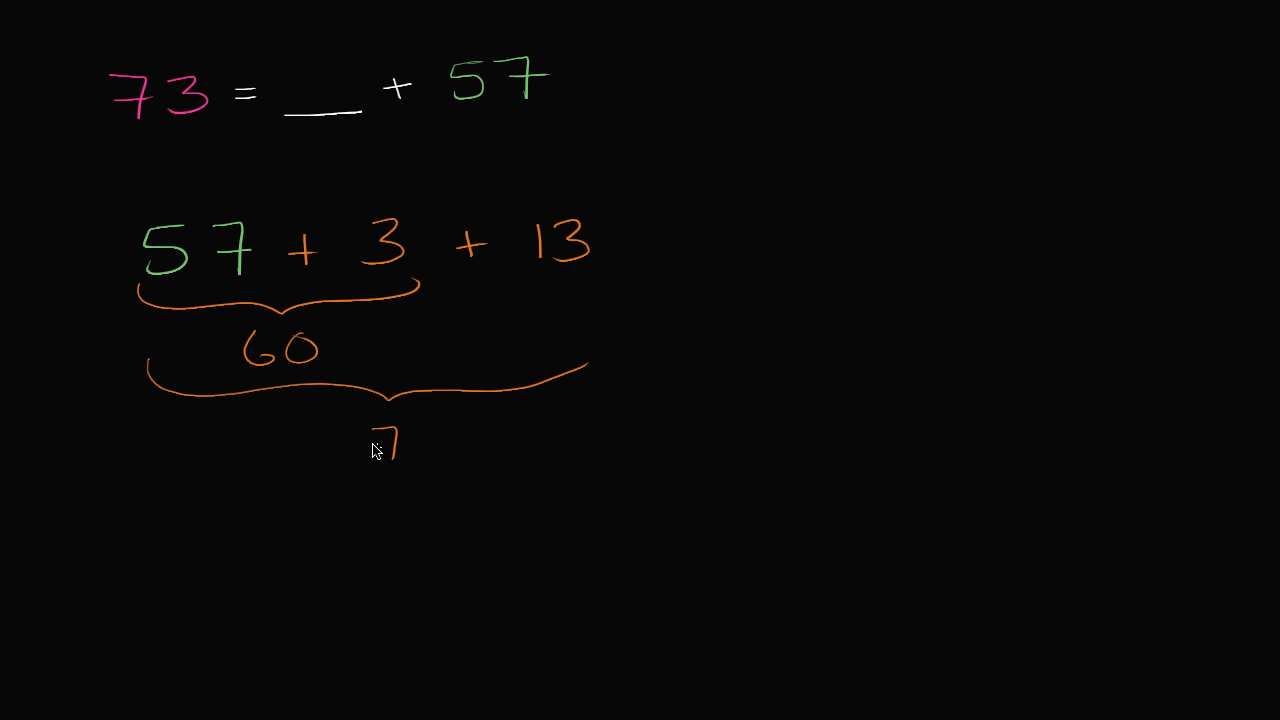 73 = ___ + 57
57 + 3 + 13
60
7